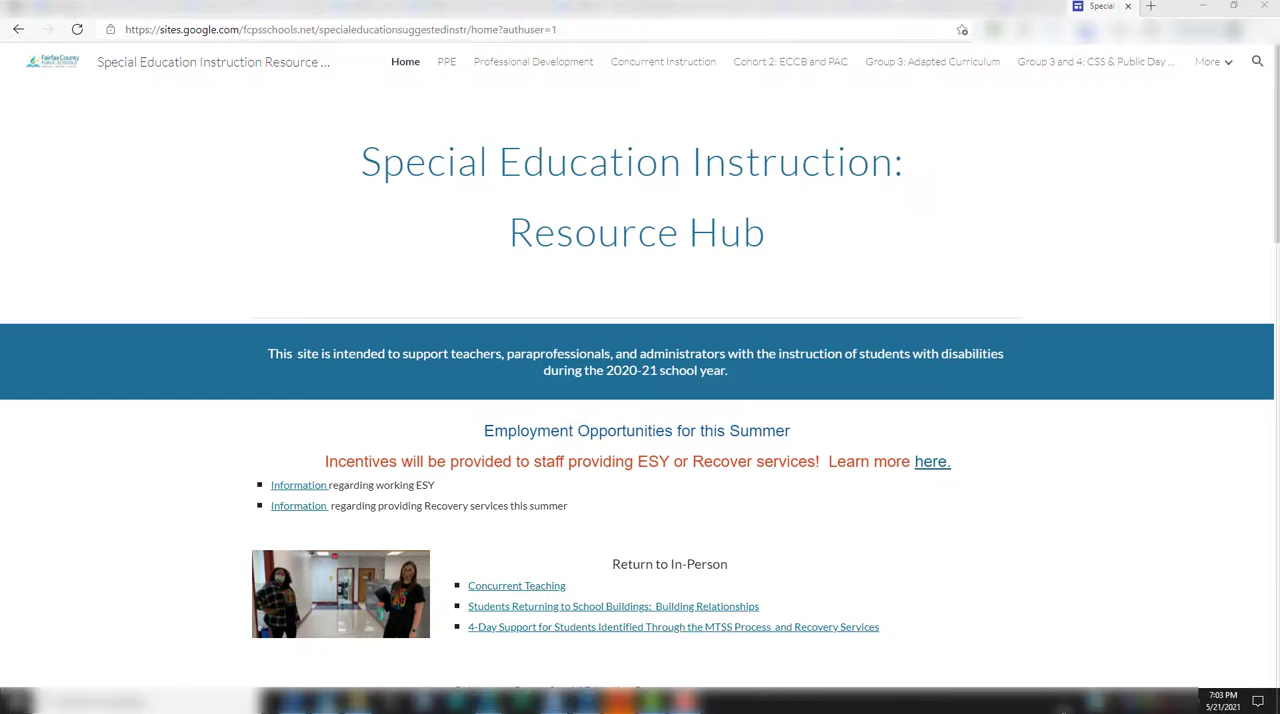 Special
https://sites.google.com/fcpsschools.net/specialeducationsuggestedinstr/home?authuser=1
Fairfax County
PUBLIC SCHOOLS
Special Education Instruction Resource ...
Home
PPE
Professional Development
Concurrent Instruction
Cohort 2: ECCB and PAC
Group 3: Adapted Curriculum
Group 3 and 4: CSS & Public Day ...
More
Special Education Instruction:
Resource Hub
This site is intended to support teachers, paraprofessionals, and administrators with the instruction of students with disabilities
during the 2020-21 school year.
Employment Opportunities for this Summer
Incentives will be provided to staff providing ESY or Recover services! Learn more here.
Information regarding working ESY
Information regarding providing Recovery services this summer
Return to In-Person
Concurrent Teaching
Students Returning to School Buildings: Building Relationships
4-Day Support for Students Identified Through the MTSS Process and Recovery Services
7:03 PM
5/21/2021